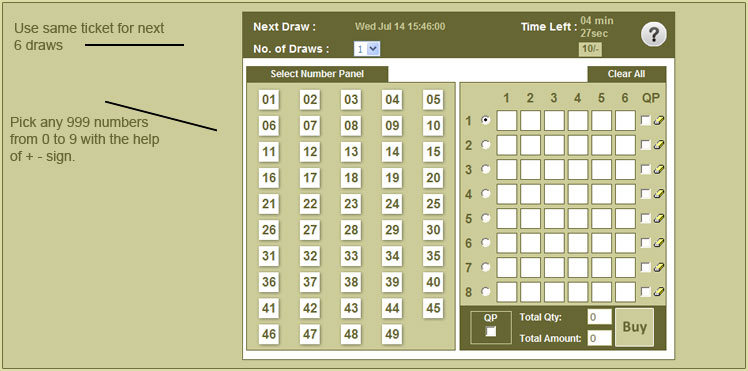 Use same ticket for next
6 draws
Pick any 999 numbers
from 0 to 9 with the help
of + - sign.
Next Draw : Wed Jul 14 15:46:00 Time Left : 04 min
27sec
?
No. of Draws : 1 10/-
Select Number Panel
01 02 03 04 05
06 07 08 09 10
11 12 13 14 15
16 17 18 19 20
21 22 23 24 25
26 27 28 29 30
31 32 33 34 35
36 37 38 39 40
41 42 43 44 45
46 47 48 49
Clear All
1 2 3 4 5 6 QP
1
2
3
4
5
6
7
8
QP
Total Qty: 0
Total Amount: 0
Buy